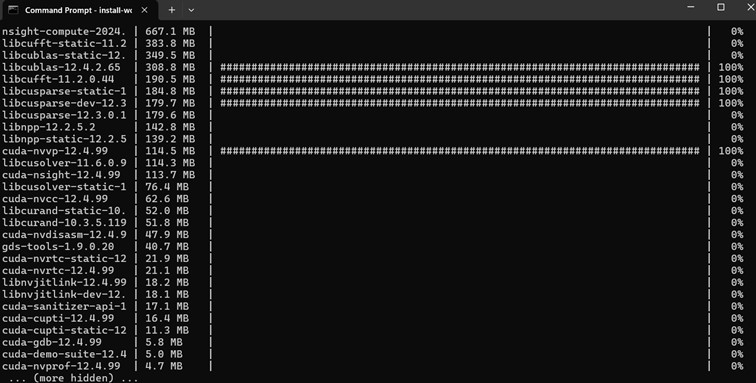 Command Prompt - install-wo
nsight-compute-2024. | 667.1 MB | | 0%
libcufft-static-11.2 | 383.8 MB | | 0%
libcublas-static-12. | 349.5 MB | | 0%
libcublas-12.4.2.65 | 308.8 MB | ######################################################################## | 100%
libcufft-11.2.0.44 | 190.5 MB | ######################################################################## | 100%
libcusparse-static-1 | 184.8 MB | ######################################################################## | 100%
libcusparse-dev-12.3 | 179.7 MB | ######################################################################## | 100%
libcusparse-12.3.0.1 | 179.6 MB | | 0%
libnpp-12.2.5.2 | 142.8 MB | | 0%
libnpp-static-12.2.5 | 139.2 MB | | 0%
cuda-nvvp-12.4.99 | 114.5 MB | ######################################################################## | 100%
libcusolver-11.6.0.9 | 114.3 MB | | 0%
cuda-nsight-12.4.99 | 113.7 MB | | 0%
libcusolver-static-1 | 76.4 MB | | 0%
cuda-nvcc-12.4.99 | 62.6 MB | | 0%
libcurand-static-10. | 52.0 MB | | 0%
libcurand-10.3.5.119 | 51.8 MB | | 0%
cuda-nvdisasm-12.4.9 | 47.9 MB | | 0%
gds-tools-1.9.0.20 | 40.7 MB | | 0%
cuda-nvrtc-static-12 | 21.9 MB | | 0%
cuda-nvrtc-12.4.99 | 21.1 MB | | 0%
libnvjitlink-12.4.99 | 18.2 MB | | 0%
libnvjitlink-dev-12. | 18.1 MB | | 0%
cuda-sanitizer-api-1 | 17.1 MB | | 0%
cuda-cupti-12.4.99 | 16.4 MB | | 0%
cuda-cupti-static-12 | 11.3 MB | | 0%
cuda-gdb-12.4.99 | 5.8 MB | | 0%
cuda-demo-suite-12.4 | 5.0 MB | | 0%
cuda-nvprof-12.4.99 | 4.7 MB | | 0%
... (more hidden) ...